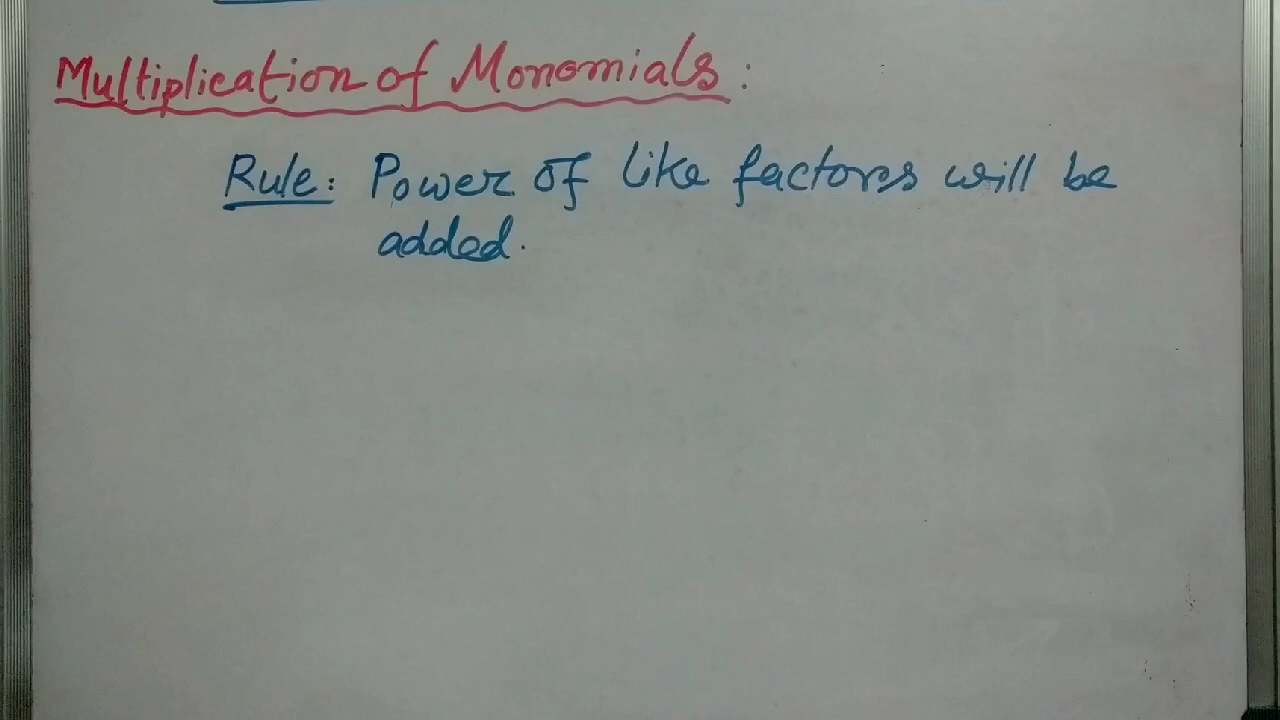 Multiplication of Monomials:
Rule: Power of like factors will be
added.